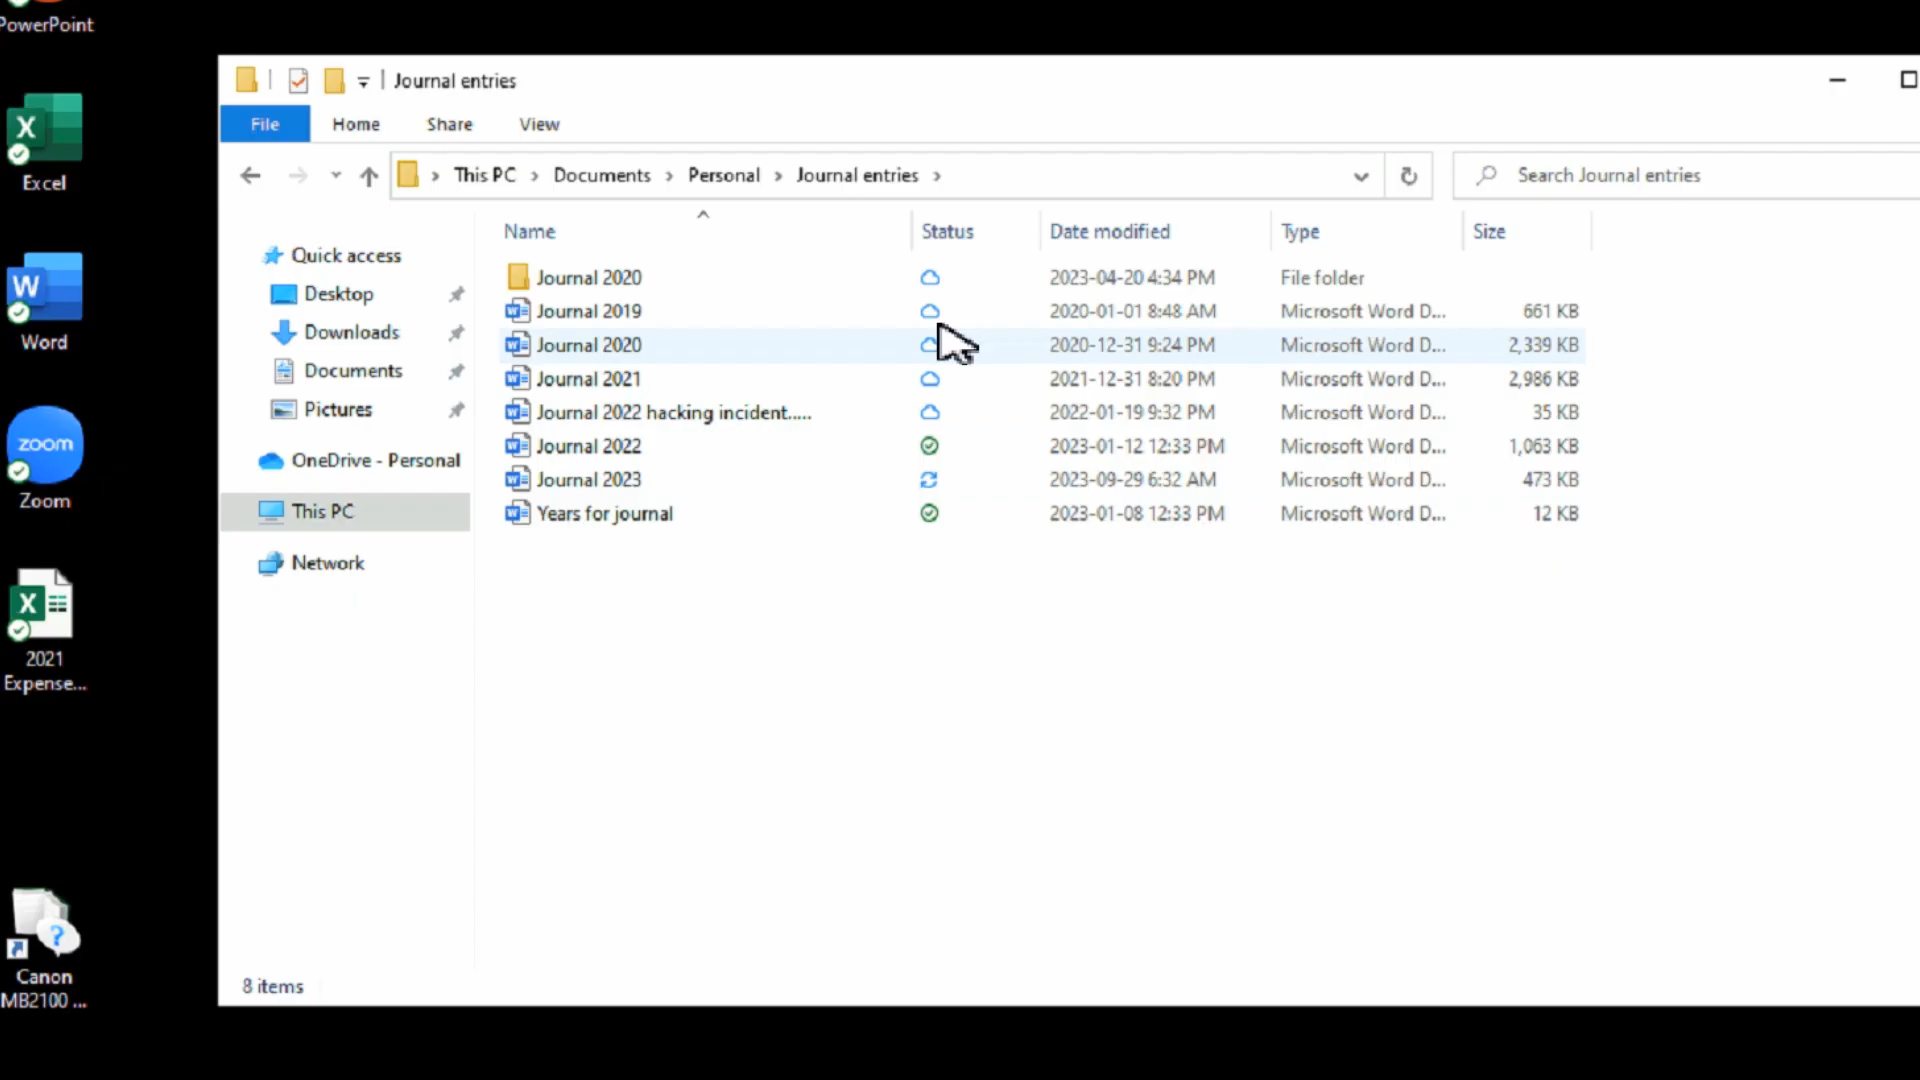 PowerPoint
Excel
Word
zoom
Zoom
2021
Expense...
Canon
MB2100 ...
Journal entries
File Home Share View
This PC > Documents > Personal > Journal entries >
Search Journal entries
Quick access
Desktop
Downloads
Documents
Pictures
OneDrive - Personal
This PC
Network
Name Status Date modified Type Size
Journal 2020 2023-04-20 4:34 PM File folder
Journal 2019 2020-01-01 8:48 AM Microsoft Word D... 661 KB
Journal 2020 2020-12-31 9:24 PM Microsoft Word D... 2,339 KB
Journal 2021 2021-12-31 8:20 PM Microsoft Word D... 2,986 KB
Journal 2022 hacking incident..... 2022-01-19 9:32 PM Microsoft Word D... 35 KB
Journal 2022 2023-01-12 12:33 PM Microsoft Word D... 1,063 KB
Journal 2023 2023-09-29 6:32 AM Microsoft Word D... 473 KB
Years for journal 2023-01-08 12:33 PM Microsoft Word D... 12 KB
8 items